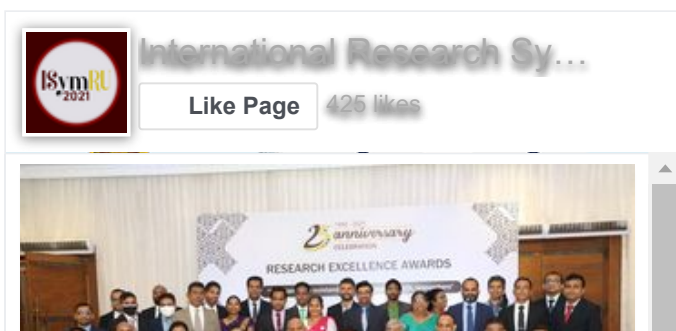 International Research Sy...
ISymRU
2021
Like Page
425 likes
25
anniversary
CELEBRATION
RESEARCH EXCELLENCE AWARDS